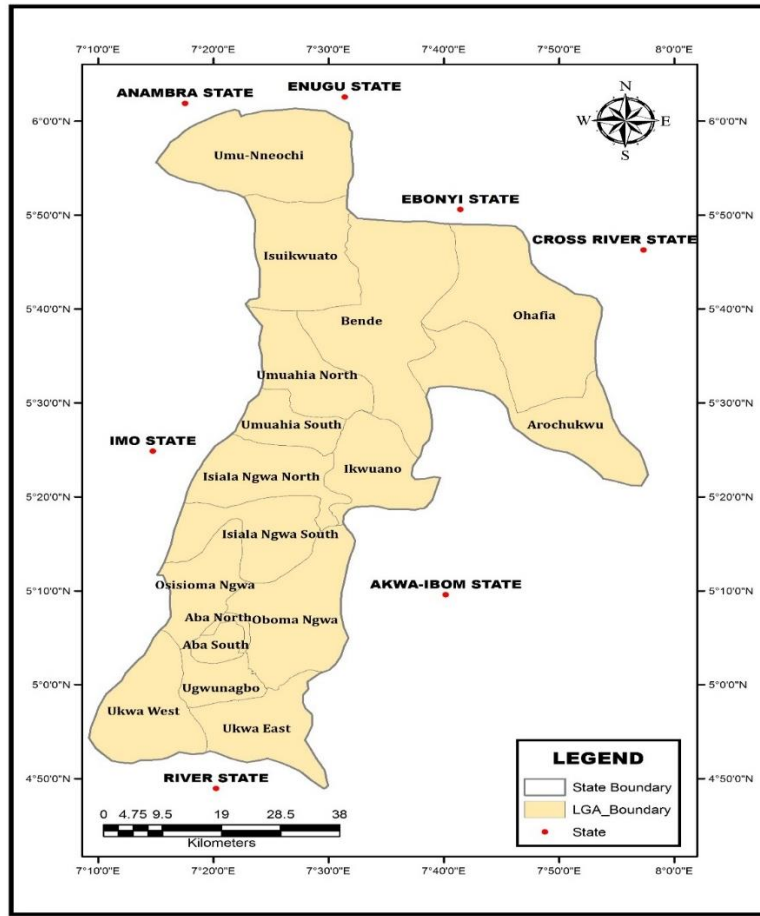 7°10'0"E 7°20'0"E 7°30'0"E 7°40'0"E 7°50'0"E 8°0'0"E
ENUGU STATE
ANAMBRA STATE
N
W E
S
6°0'0"N 6°0'0"N
Umu-Nneochi
EBONYI STATE
5°50'0"N 5°50'0"N
CROSS RIVER STATE
Isuikwuato
5°40'0"N 5°40'0"N
Bende
Ohafia
Umuahia North
5°30'0"N 5°30'0"N
Umuahia South
Arochukwu
IMO STATE
Ikwuano
Isiala Ngwa North
5°20'0"N 5°20'0"N
Isiala Ngwa South
Osisioma Ngwa
AKWA-IBOM STATE
5°10'0"N 5°10'0"N
Aba North
Oboma Ngwa
Aba South
5°0'0"N 5°0'0"N
Ugwunagbo
Ukwa West
Ukwa East
4°50'0"N 4°50'0"N
RIVER STATE
LEGEND
State Boundary
LGA_Boundary
State
0 4.75 9.5 19 28.5 38
Kilometers
7°10'0"E 7°20'0"E 7°30'0"E 7°40'0"E 7°50'0"E 8°0'0"E